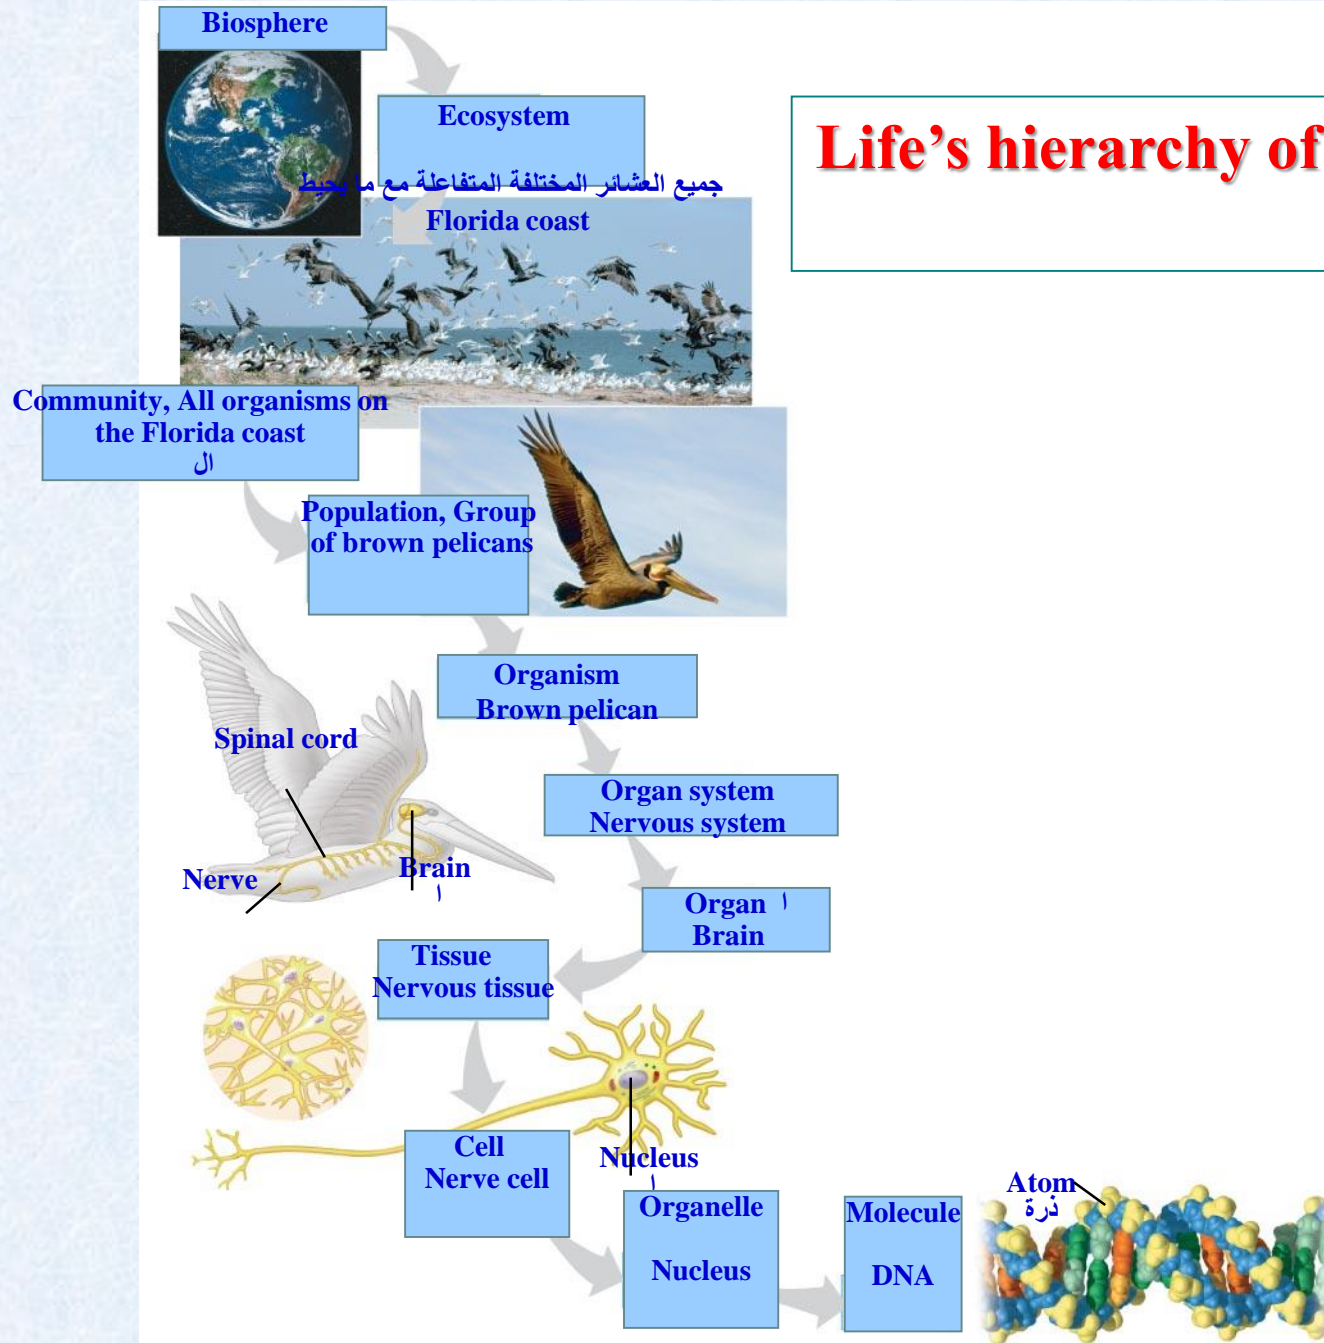 Biosphere
Ecosystem
جميع العشائر المختلفة المتفاعلة مع ما يحيط
Florida coast
Life’s hierarchy of
Community, All organisms on
the Florida coast
ال
Population, Group
of brown pelicans
Organism
Brown pelican
Spinal cord
Organ system
Nervous system
Nerve
Brain
ا
Organ ا
Brain
Tissue
Nervous tissue
Cell
Nerve cell
Nucleus
ا
Organelle
Nucleus
Molecule
DNA
Atom
ذرة